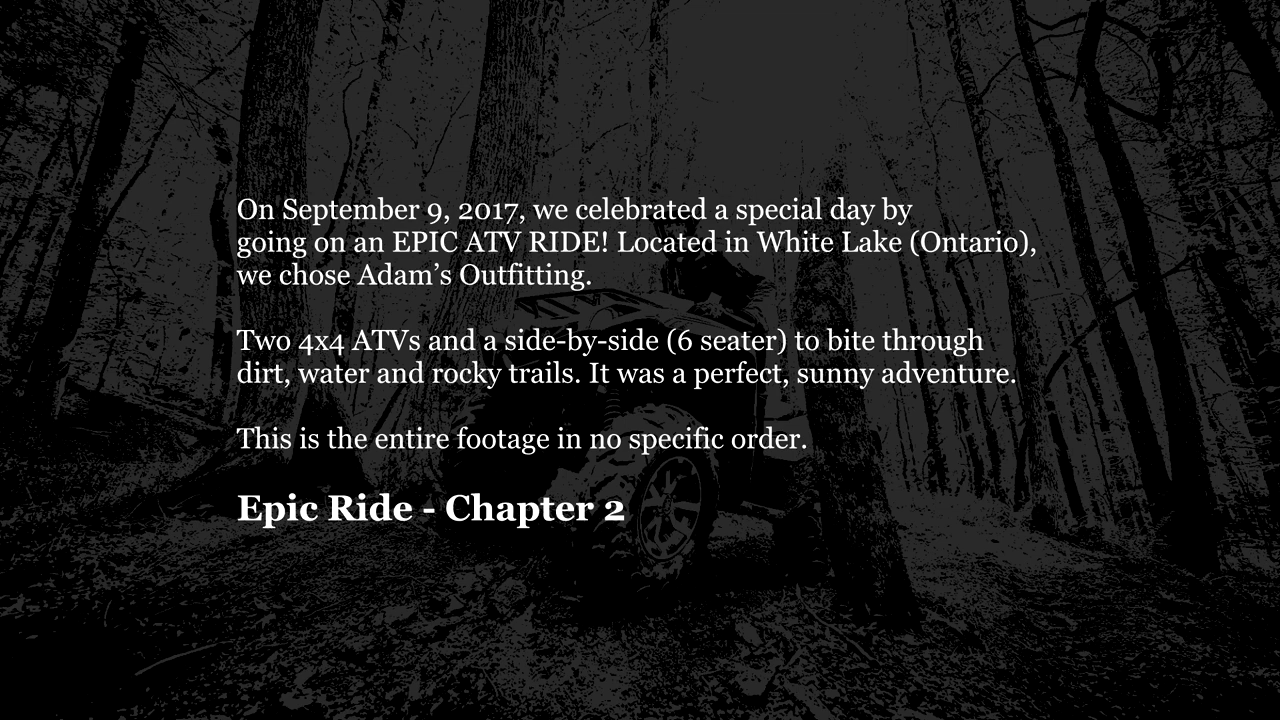 On September 9, 2017, we celebrated a special day by
going on an EPIC ATV RIDE! Located in White Lake (Ontario),
we chose Adam’s Outfitting.
Two 4x4 ATVs and a side-by-side (6 seater) to bite through
dirt, water and rocky trails. It was a perfect, sunny adventure.
This is the entire footage in no specific order.
Epic Ride - Chapter 2